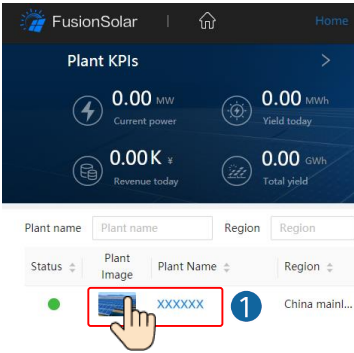 FusionSolar Home
Plant KPIs >
0.00 MW 0.00 MWh
Current power Yield today
0.00K ¥ 0.00 GWh
Revenue today Total yield
Plant name Plant name Region Region
Status Plant Image Plant Name Region
XXXXXX 1 China mainl...